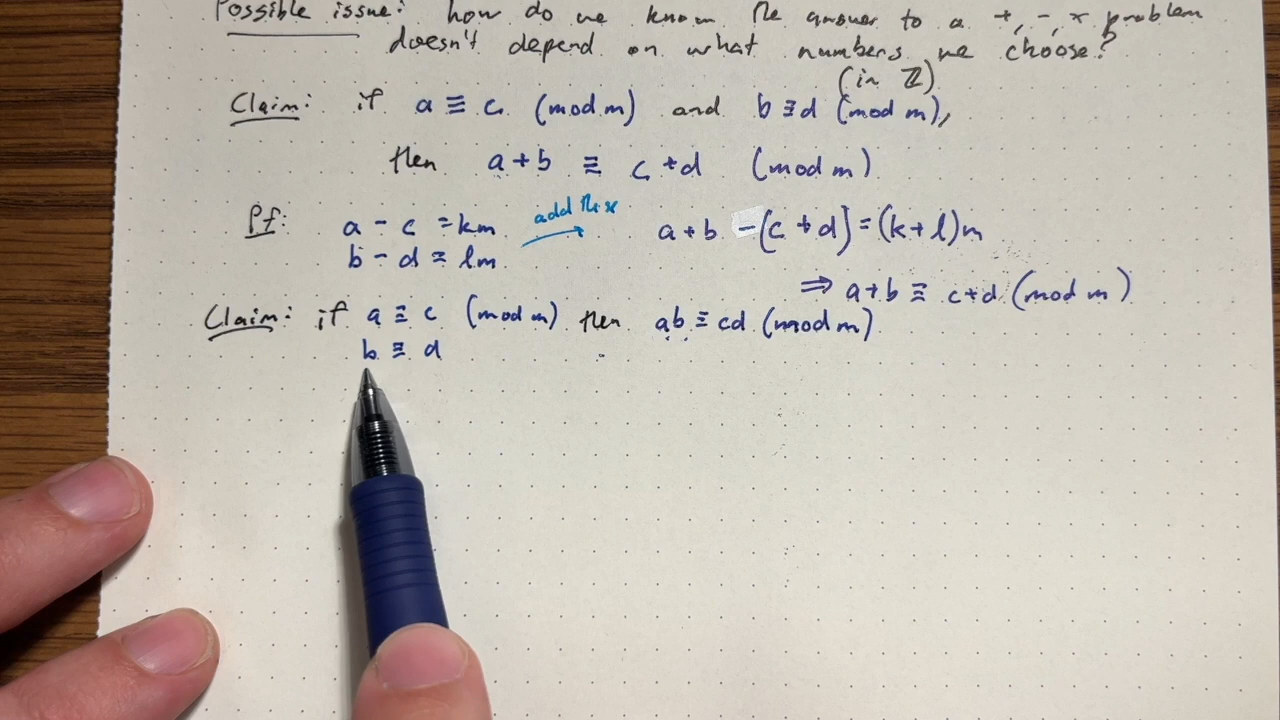 Possible issue: how do we know the answer to a +, -, × problem
doesn't depend on what numbers we choose?
(in ℤ)
Claim: if a ≡ c (mod m) and b ≡ d (mod m),
then a + b ≡ c + d (mod m)
Pf: a - c = km add these a + b - (c + d) = (k + l)m
b - d = lm
⇒ a + b ≡ c + d (mod m)
Claim: if a ≡ c (mod m) then ab ≡ cd (mod m)
b ≡ d